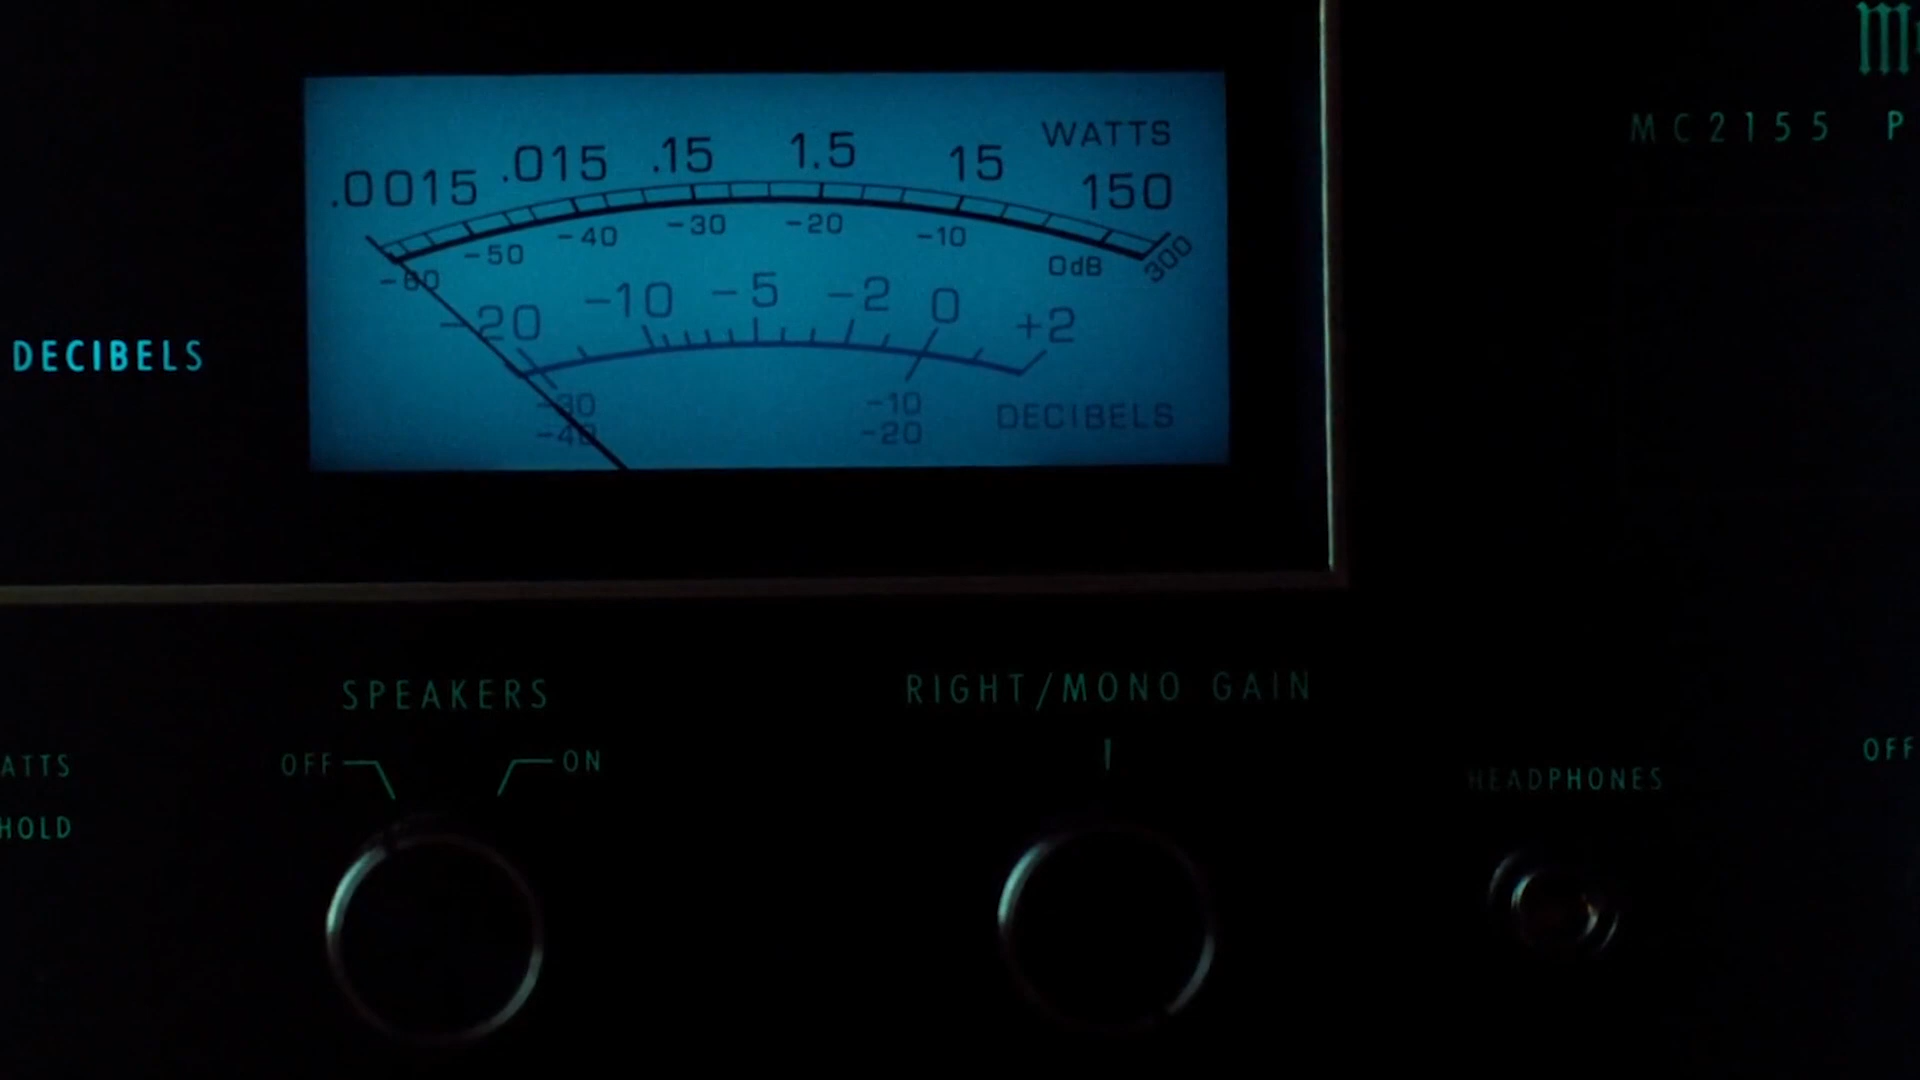 WATTS
.0015 .015 .15 1.5 15 150
300
-60 -50 -40 -30 -20 -10 0dB
-20 -10 -5 -2 0 +2
-30 -10
-40 -20
DECIBELS
DECIBELS
MC2155 P
SPEAKERS
OFF ON
RIGHT/MONO GAIN
HEADPHONES
OFF
ATTS
HOLD